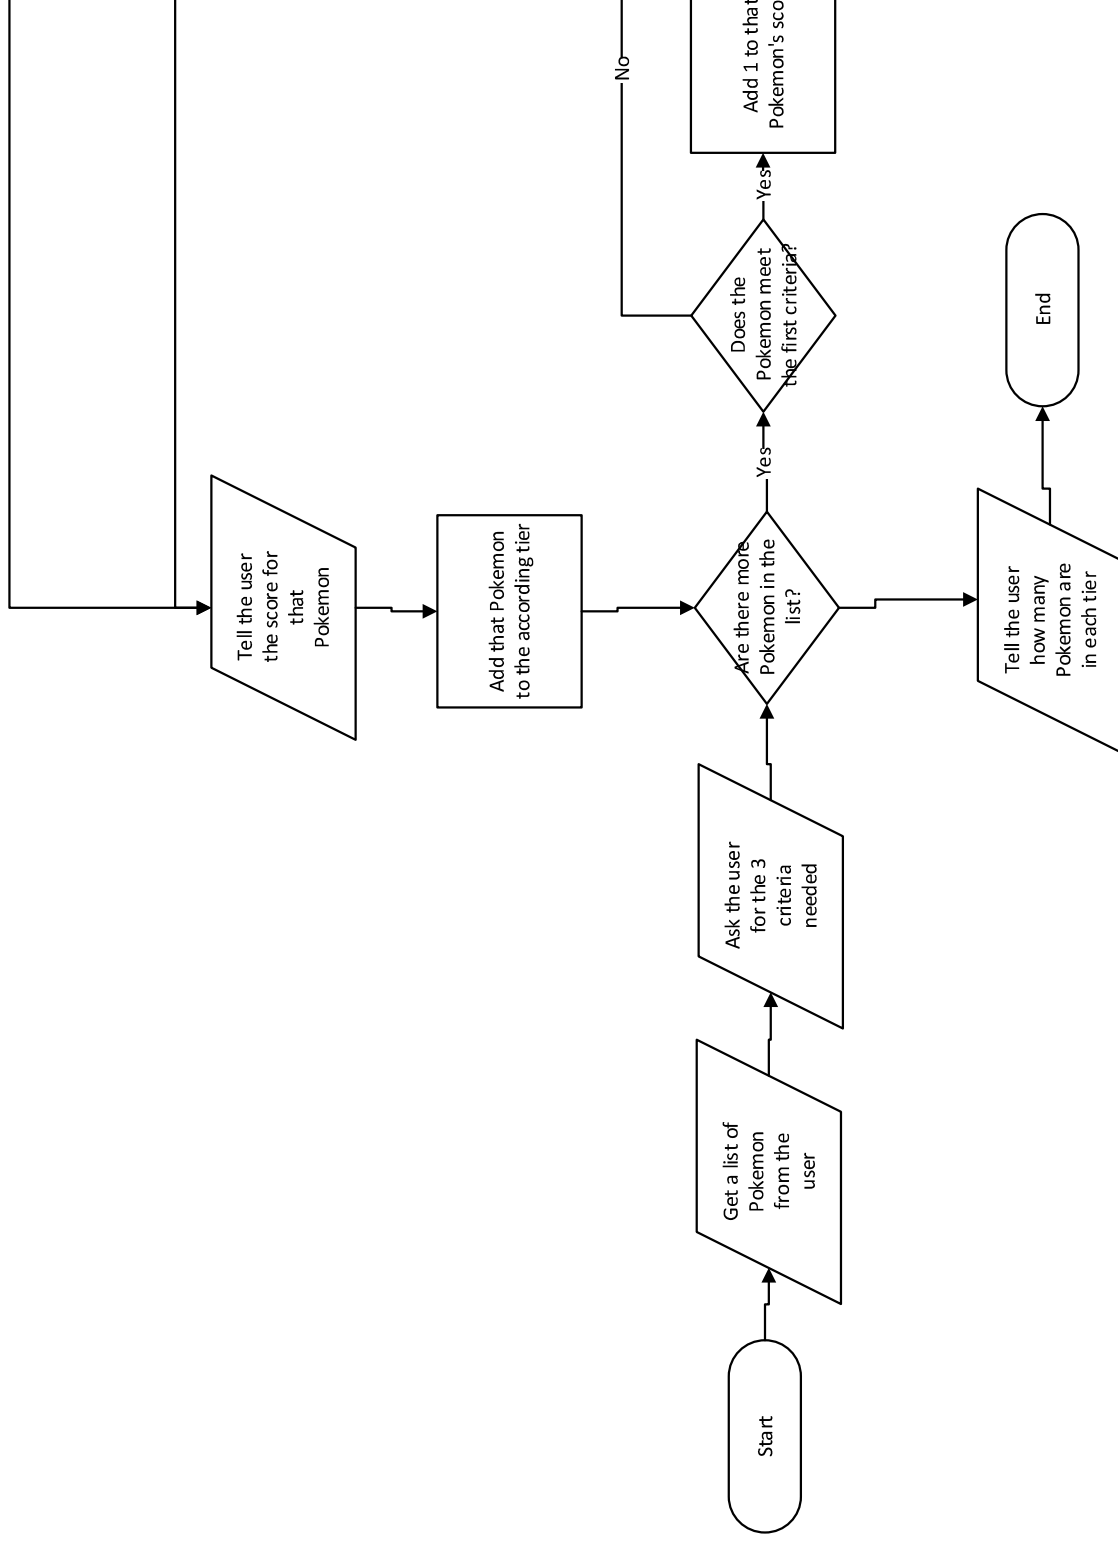 Start
Get a list of
Pokemon
from the
user
Ask the user
for the 3
criteria
needed
Are there more
Pokemon in the
list?
Yes
Does the
Pokemon meet
the first criteria?
Yes
No
Add 1 to that
Pokemon's sco
Tell the user
the score for
that
Pokemon
Add that Pokemon
to the according tier
Tell the user
how many
Pokemon are
in each tier
End